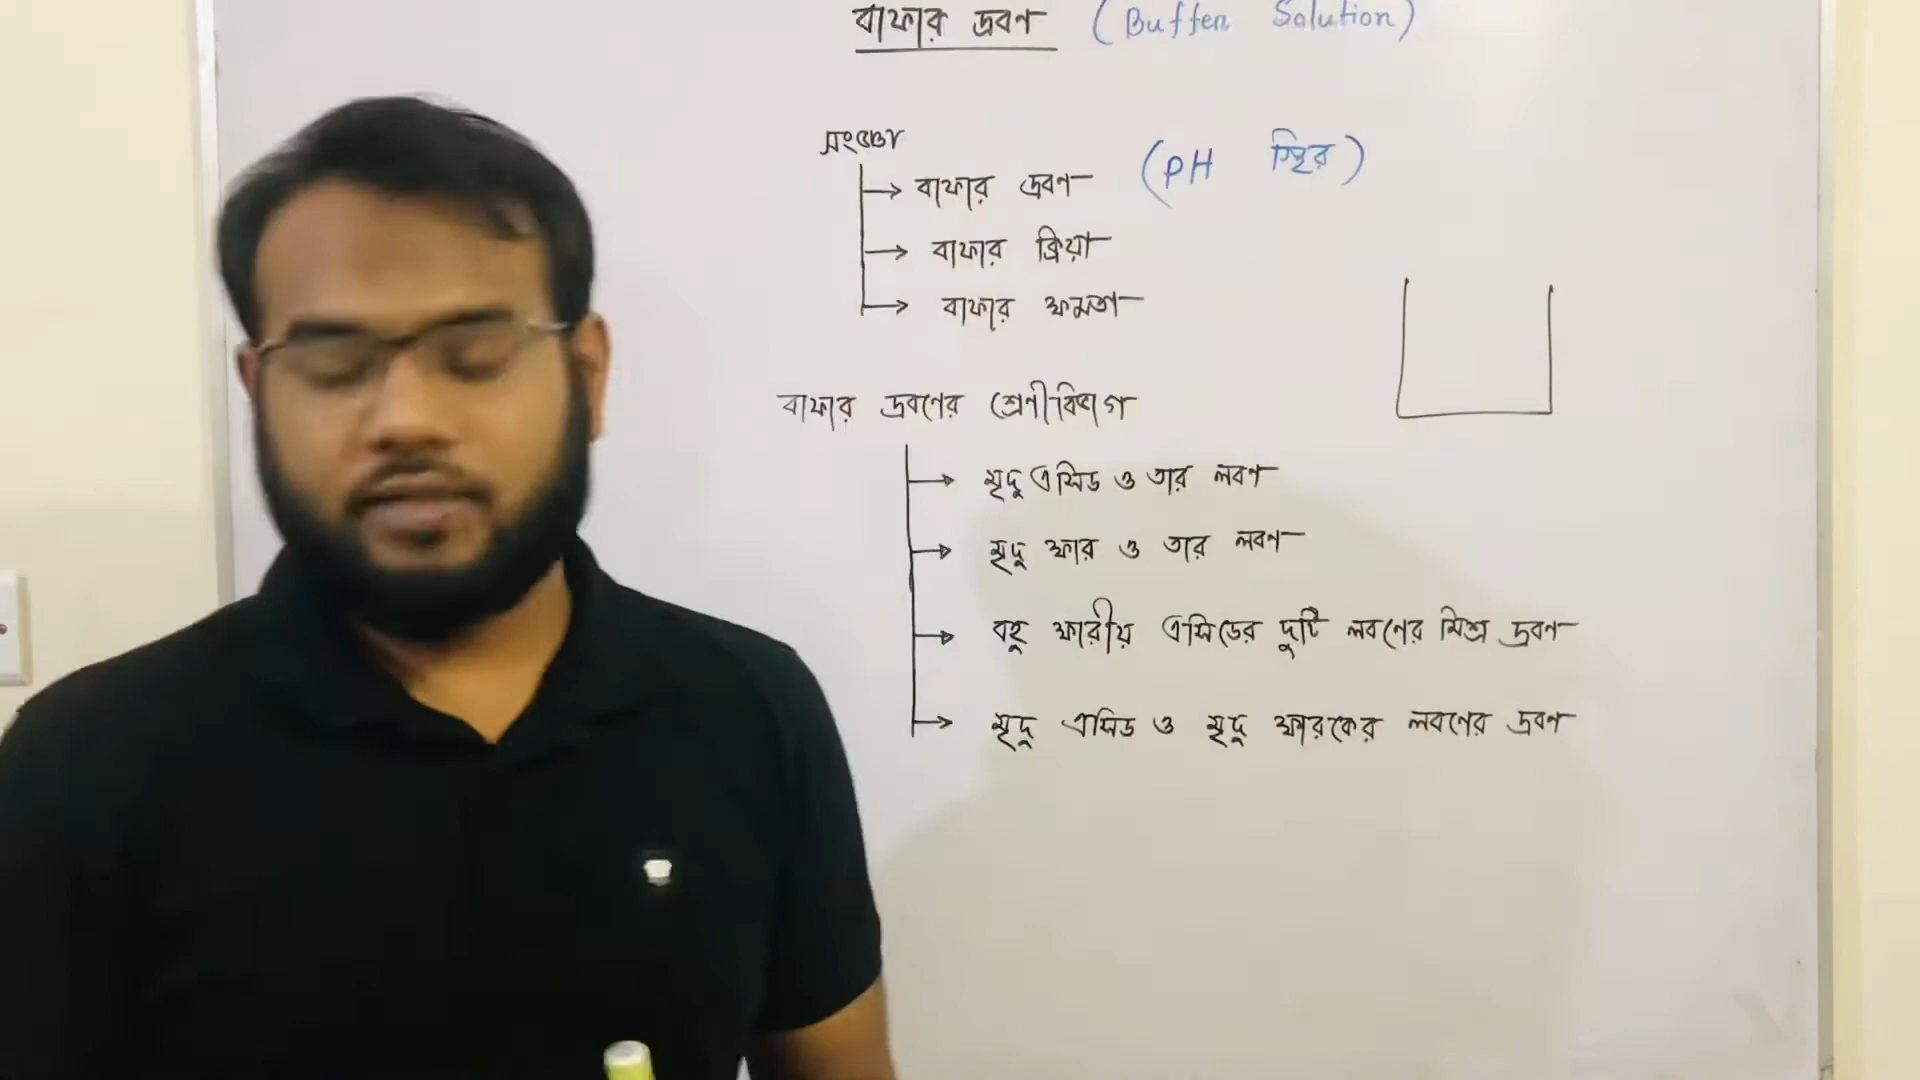 বাফার দ্রবণ (Buffer Solution)
সংজ্ঞা
বাফার দ্রবণ (pH স্থির)
বাফার ক্রিয়া
বাফার ক্ষমতা
বাফার দ্রবণের শ্রেণীবিভাগ
মৃদু এসিড ও তার লবণ
মৃদু ক্ষার ও তার লবণ
বহু ক্ষারীয় এসিডের দুটি লবণের মিশ্র দ্রবণ
মৃদু এসিড ও মৃদু ক্ষারকের লবণের দ্রবণ